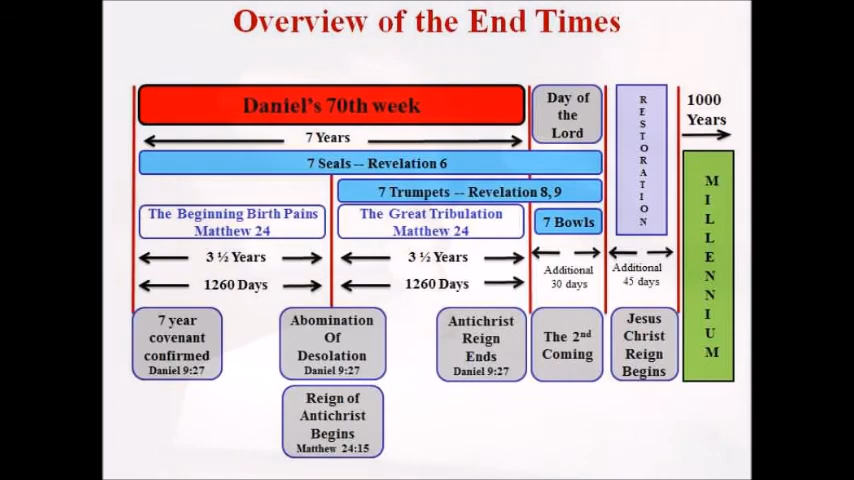 Overview of the End Times
Daniel's 70th week
Day of
the
Lord
RESTORATION
1000
Years
7 Years
7 Seals -- Revelation 6
7 Trumpets -- Revelation 8, 9
The Beginning Birth Pains
Matthew 24
The Great Tribulation
Matthew 24
7 Bowls
MILLENNIUM
3 ½ Years
3 ½ Years
1260 Days
1260 Days
Additional
30 days
Additional
45 days
7 year
covenant
confirmed
Daniel 9:27
Abomination
Of
Desolation
Daniel 9:27
Antichrist
Reign
Ends
Daniel 9:27
The 2nd
Coming
Jesus
Christ
Reign
Begins
Reign of
Antichrist
Begins
Matthew 24:15